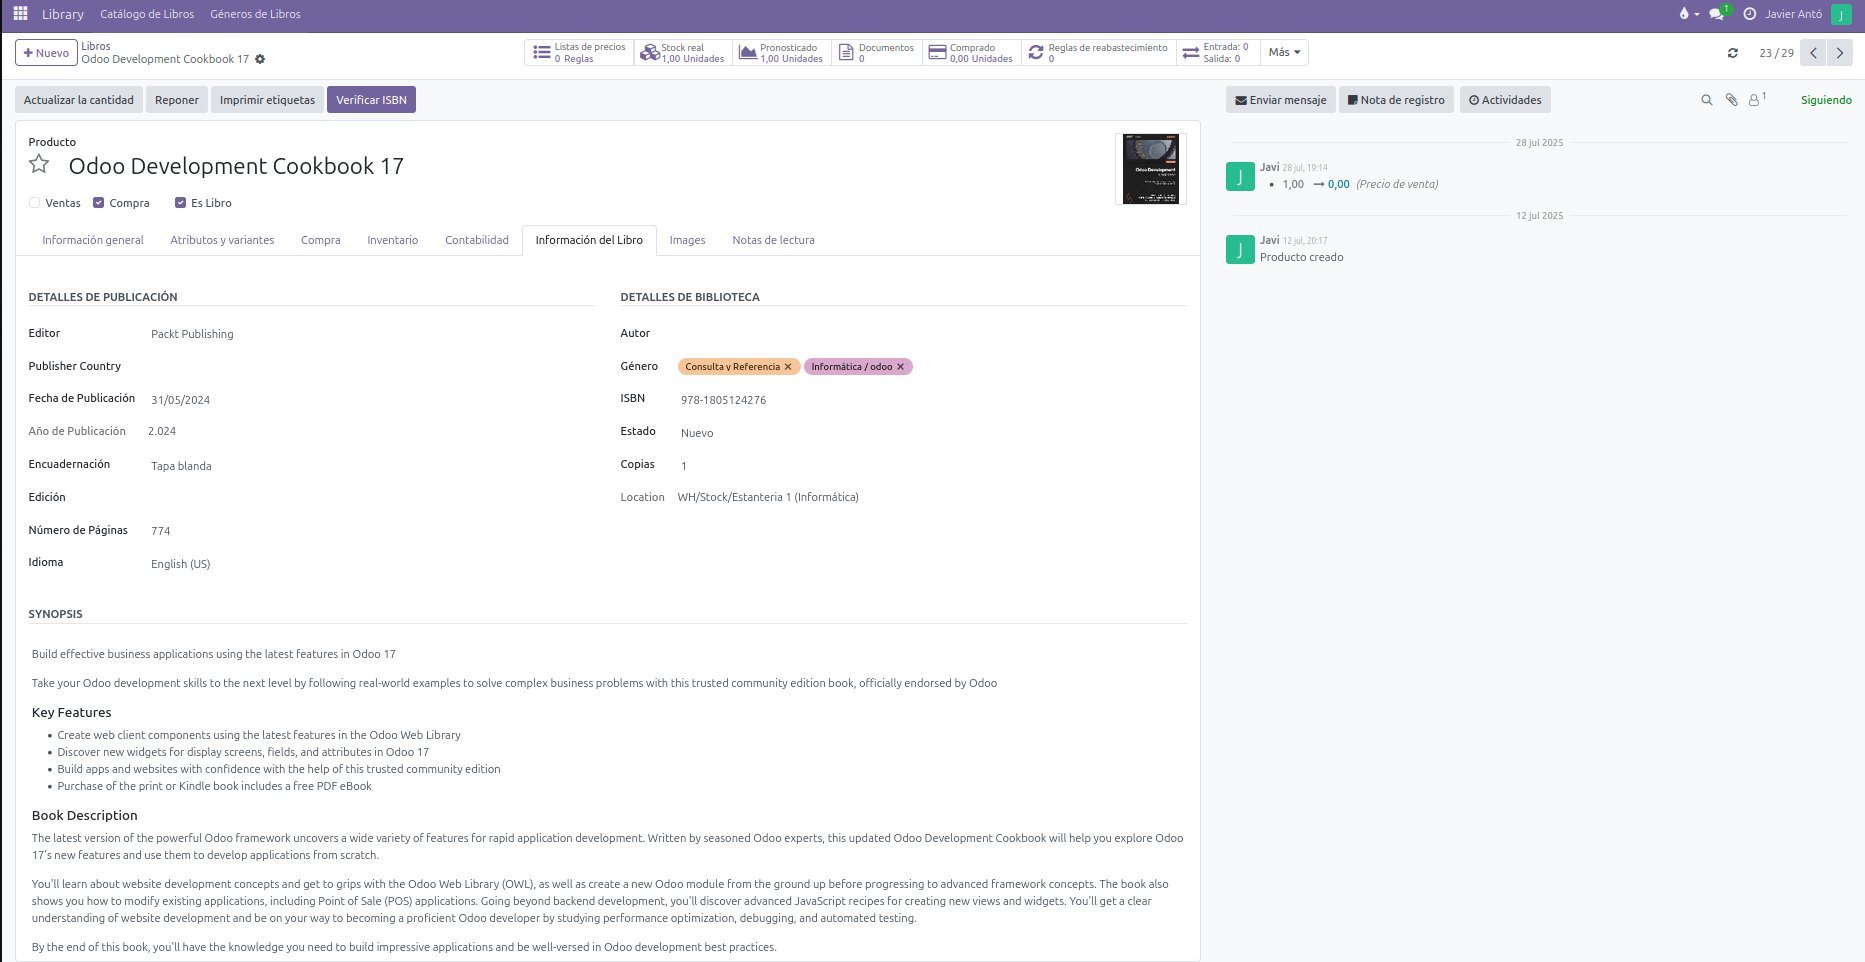 Library Catálogo de Libros Géneros de Libros 1 Javier Antó J
Nuevo
Libros
Odoo Development Cookbook 17
Listas de precios
0 Reglas
Stock real
1,00 Unidades
Pronosticado
1,00 Unidades
Documentos
0
Comprado
0,00 Unidades
Reglas de reabastecimiento
0
Entrada: 0
Salida: 0
Más
23 / 29
Actualizar la cantidad Reponer Imprimir etiquetas Verificar ISBN
Enviar mensaje Nota de registro Actividades 1 Siguiendo
Producto
Odoo Development Cookbook 17
Ventas Compra Es Libro
Información general Atributos y variantes Compra Inventario Contabilidad Información del Libro Images Notas de lectura
DETALLES DE PUBLICACIÓN
Editor Packt Publishing
Publisher Country
Fecha de Publicación 31/05/2024
Año de Publicación 2.024
Encuadernación Tapa blanda
Edición
Número de Páginas 774
Idioma English (US)
DETALLES DE BIBLIOTECA
Autor
Género Consulta y Referencia Informática / odoo
ISBN 978-1805124276
Estado Nuevo
Copias 1
Location WH/Stock/Estanteria 1 (Informática)
SYNOPSIS
Build effective business applications using the latest features in Odoo 17
Take your Odoo development skills to the next level by following real-world examples to solve complex business problems with this trusted community edition book, officially endorsed by Odoo
Key Features
• Create web client components using the latest features in the Odoo Web Library
• Discover new widgets for display screens, fields, and attributes in Odoo 17
• Build apps and websites with confidence with the help of this trusted community edition
• Purchase of the print or Kindle book includes a free PDF eBook
Book Description
The latest version of the powerful Odoo framework uncovers a wide variety of features for rapid application development. Written by seasoned Odoo experts, this updated Odoo Development Cookbook will help you explore Odoo
17's new features and use them to develop applications from scratch.
You'll learn about website development concepts and get to grips with the Odoo Web Library (OWL), as well as create a new Odoo module from the ground up before progressing to advanced framework concepts. The book also
shows you how to modify existing applications, including Point of Sale (POS) applications. Going beyond backend development, you'll discover advanced JavaScript recipes for creating new views and widgets. You'll get a clear
understanding of website development and be on your way to becoming a proficient Odoo developer by studying performance optimization, debugging, and automated testing.
By the end of this book, you'll have the knowledge you need to build impressive applications and be well-versed in Odoo development best practices.
28 jul 2025
J
Javi 28 jul, 19:14
• 1,00 → 0,00 (Precio de venta)
12 jul 2025
J
Javi 12 jul, 20:17
Producto creado
Odoo Development